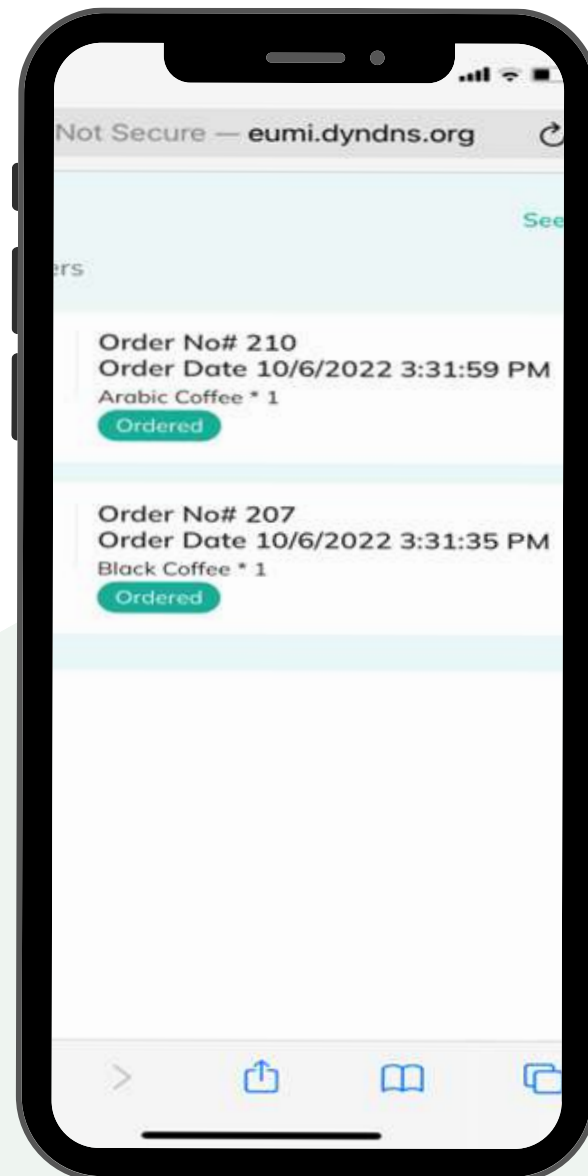 Not Secure — eumi.dyndns.org
See
ers
Order No# 210
Order Date 10/6/2022 3:31:59 PM
Arabic Coffee * 1
Ordered
Order No# 207
Order Date 10/6/2022 3:31:35 PM
Black Coffee * 1
Ordered